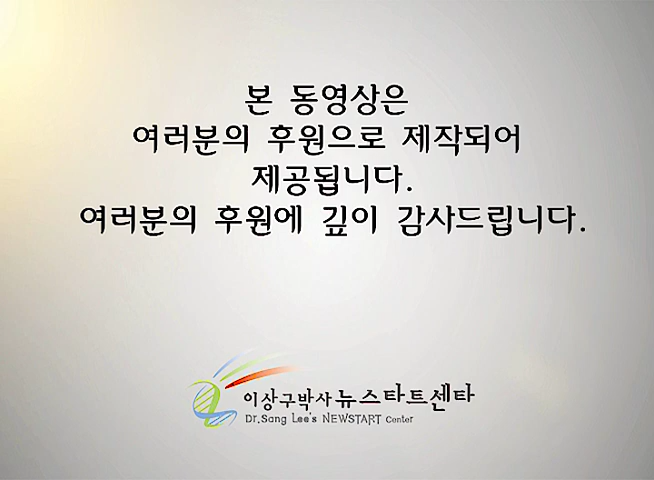 본 동영상은
여러분의 후원으로 제작되어
제공됩니다.
여러분의 후원에 깊이 감사드립니다.
이상구박사 뉴스타트센타
Dr.Sang Lee's NEWSTART Center